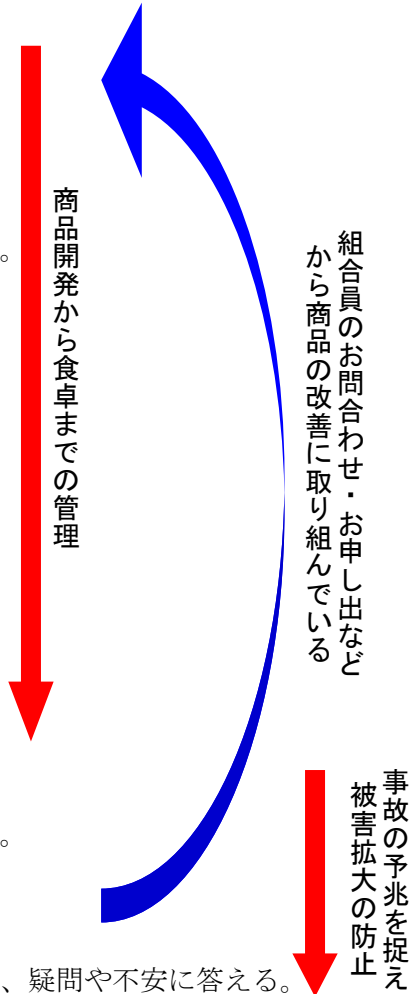 。
商品開発から食卓までの管理
組合員のお問合わせ・お申し出など
から商品の改善に取り組んでいる
。
事故の予兆を捉え
被害拡大の防止
、疑問や不安に答える。